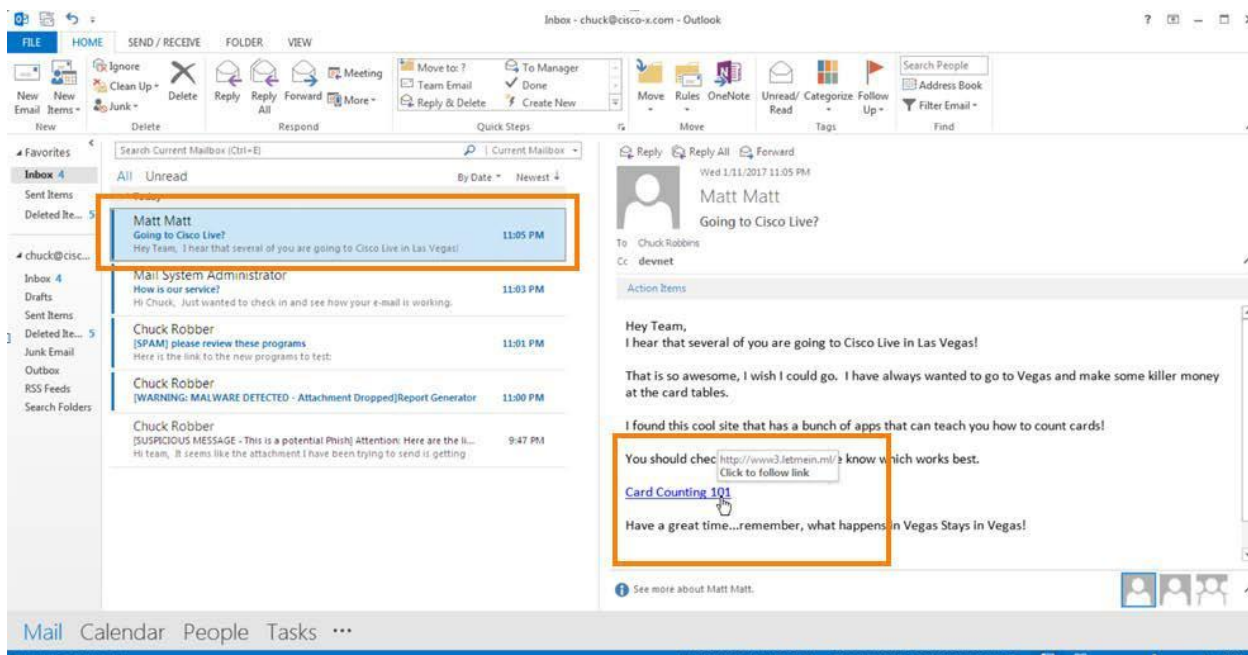 Inbox - chuck@cisco-x.com - Outlook
FILE HOME SEND / RECEIVE FOLDER VIEW
New Email
New Items
New
Ignore
Clean Up
Junk
Delete
Delete
Reply
Reply All
Forward
Meeting
More
Respond
Move to: ?
Team Email
Reply & Delete
To Manager
Done
Create New
Quick Steps
Move
Rules
OneNote
Move
Unread/ Read
Categorize
Follow Up
Tags
Search People
Address Book
Filter Email
Find
Favorites
Inbox 4
Sent Items
Deleted Ite... 5
chuck@cisc...
Inbox 4
Drafts
Sent Items
Deleted Ite... 5
Junk Email
Outbox
RSS Feeds
Search Folders
Search Current Mailbox (Ctrl+E) Current Mailbox
All Unread By Date Newest
Today
Matt Matt
Going to Cisco Live? 11:05 PM
Hey Team, I hear that several of you are going to Cisco Live in Las Vegas!
Mail System Administrator
How is our service? 11:03 PM
Hi Chuck, Just wanted to check in and see how your e-mail is working.
Chuck Robber
[SPAM] please review these programs 11:01 PM
Here is the link to the new programs to test:
Chuck Robber
[WARNING: MALWARE DETECTED - Attachment Dropped]Report Generator 11:00 PM
Chuck Robber
[SUSPICIOUS MESSAGE - This is a potential Phish] Attention: Here are the li... 9:47 PM
Hi team, It seems like the attachment I have been trying to send is getting
Reply Reply All Forward
Wed 1/11/2017 11:05 PM
Matt Matt
Going to Cisco Live?
To Chuck Robbins
Cc devnet
Action Items
Hey Team,
I hear that several of you are going to Cisco Live in Las Vegas!
That is so awesome, I wish I could go. I have always wanted to go to Vegas and make some killer money
at the card tables.
I found this cool site that has a bunch of apps that can teach you how to count cards!
You should chec know which works best.
http://www3.letmein.ml/
Click to follow link
Card Counting 101
Have a great time...remember, what happens in Vegas Stays in Vegas!
See more about Matt Matt.
Mail Calendar People Tasks ...